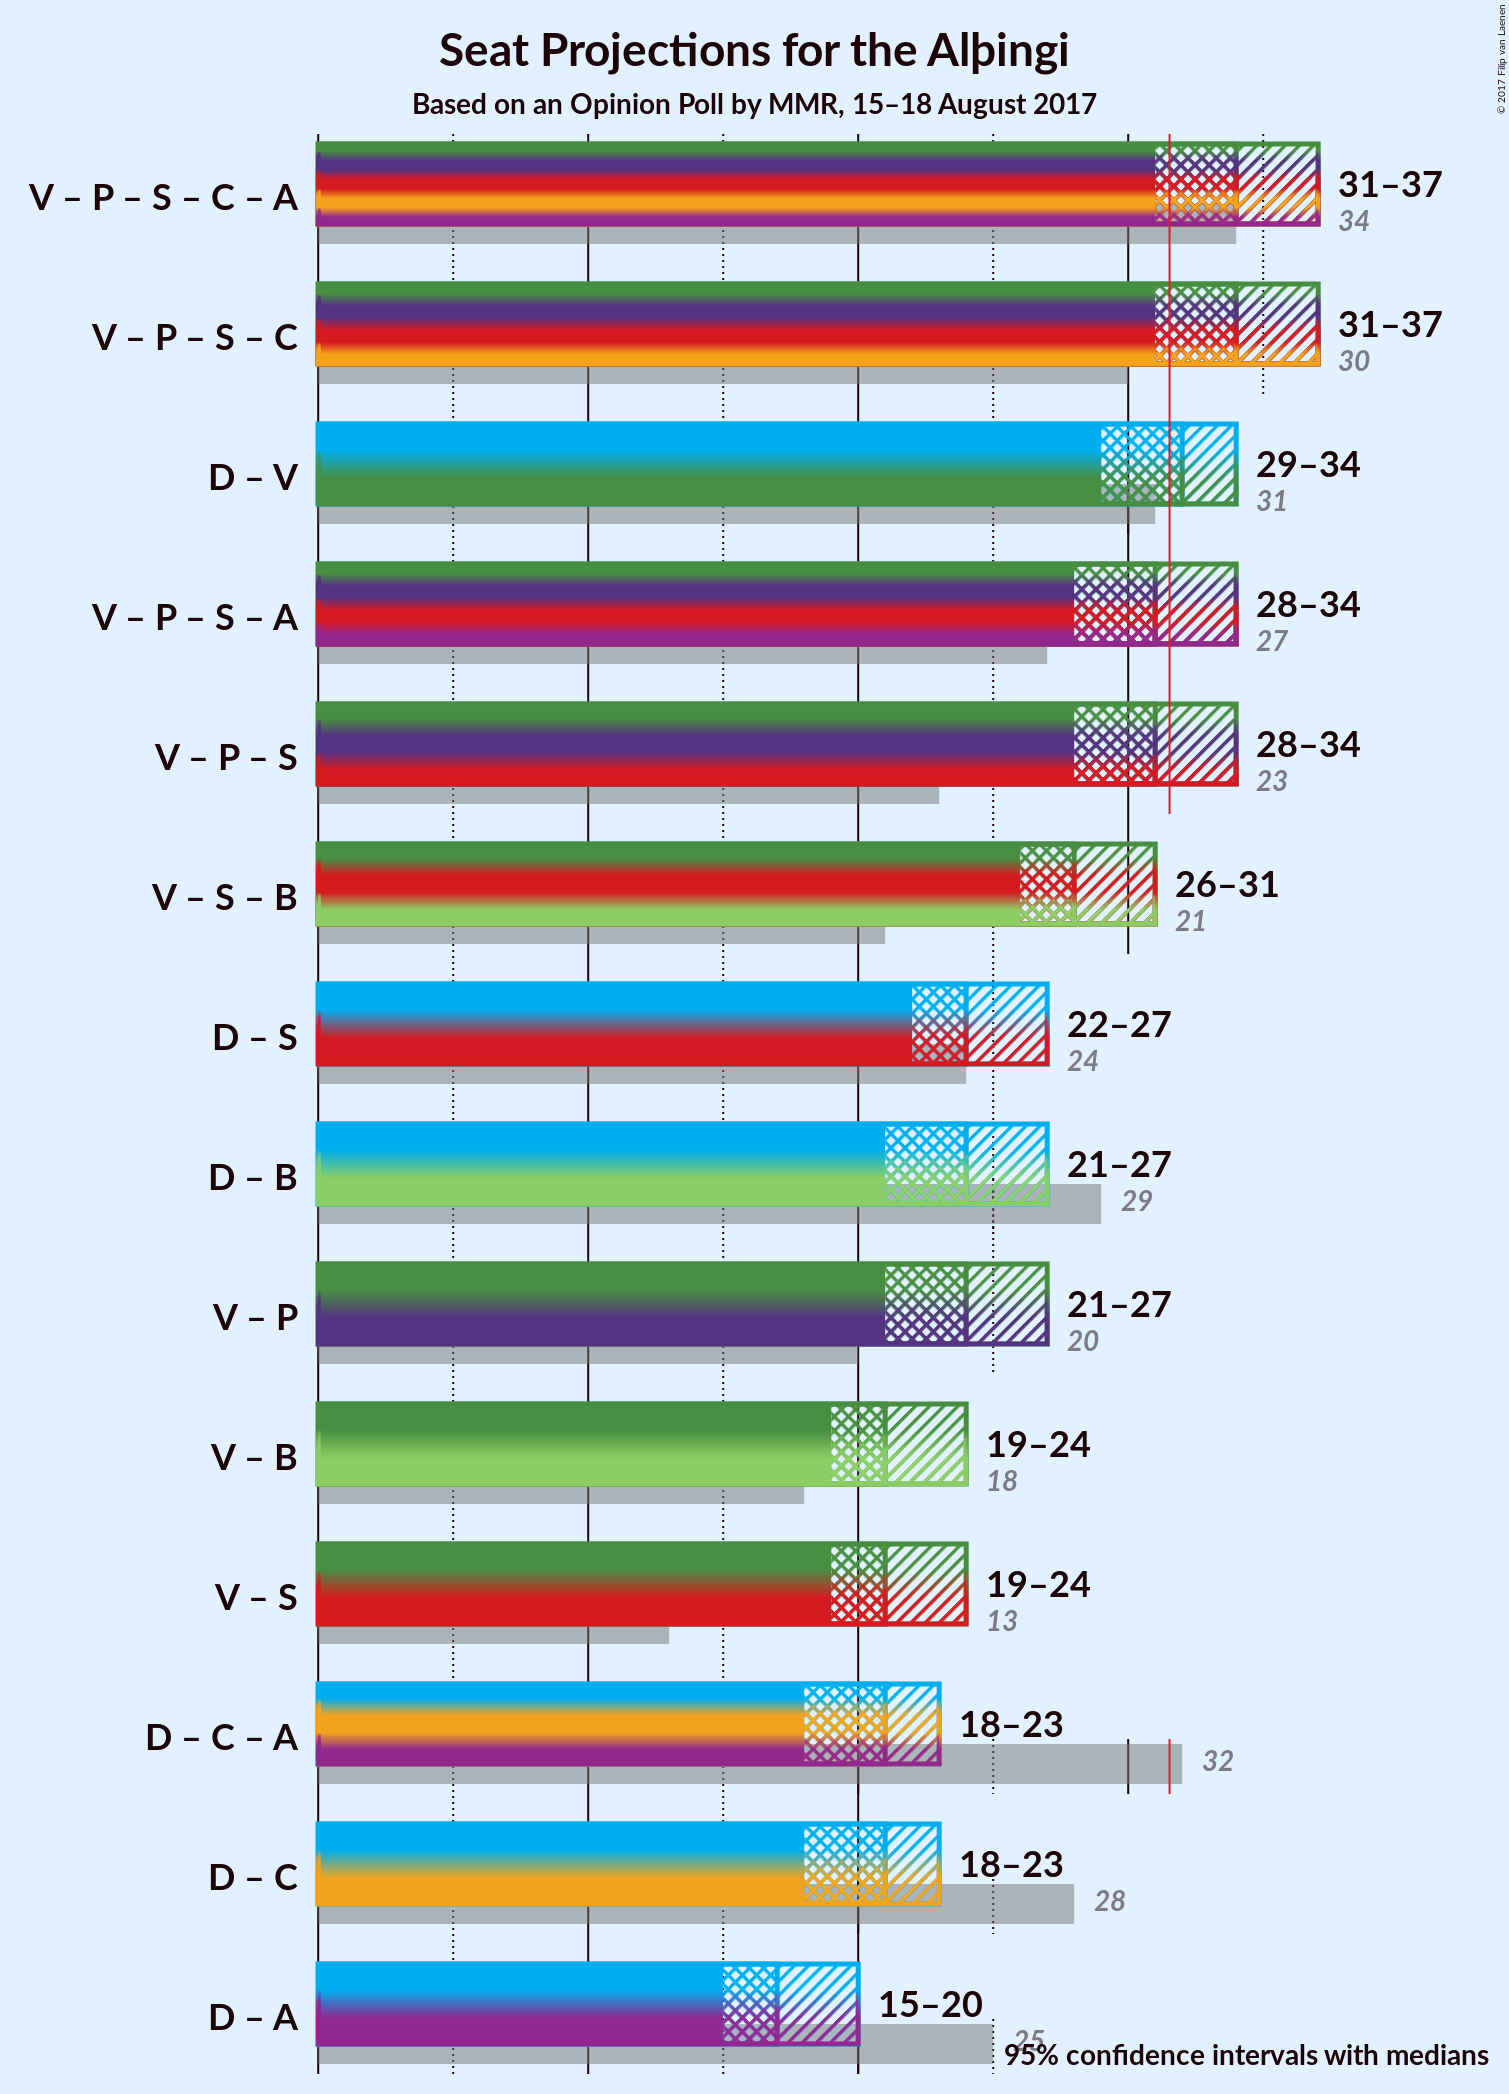 Seat Projections for the Alþingi
Based on an Opinion Poll by MMR, 15–18 August 2017
© 2017 Filip van Laenen
V – P – S – C – A
31–37
34
V – P – S – C
31–37
30
D – V
29–34
31
V – P – S – A
28–34
27
V – P – S
28–34
23
V – S – B
26–31
21
D – S
22–27
24
D – B
21–27
29
V – P
21–27
20
V – B
19–24
18
V – S
19–24
13
D – C – A
18–23
32
D – C
18–23
28
D – A
15–20
25
95% confidence intervals with medians